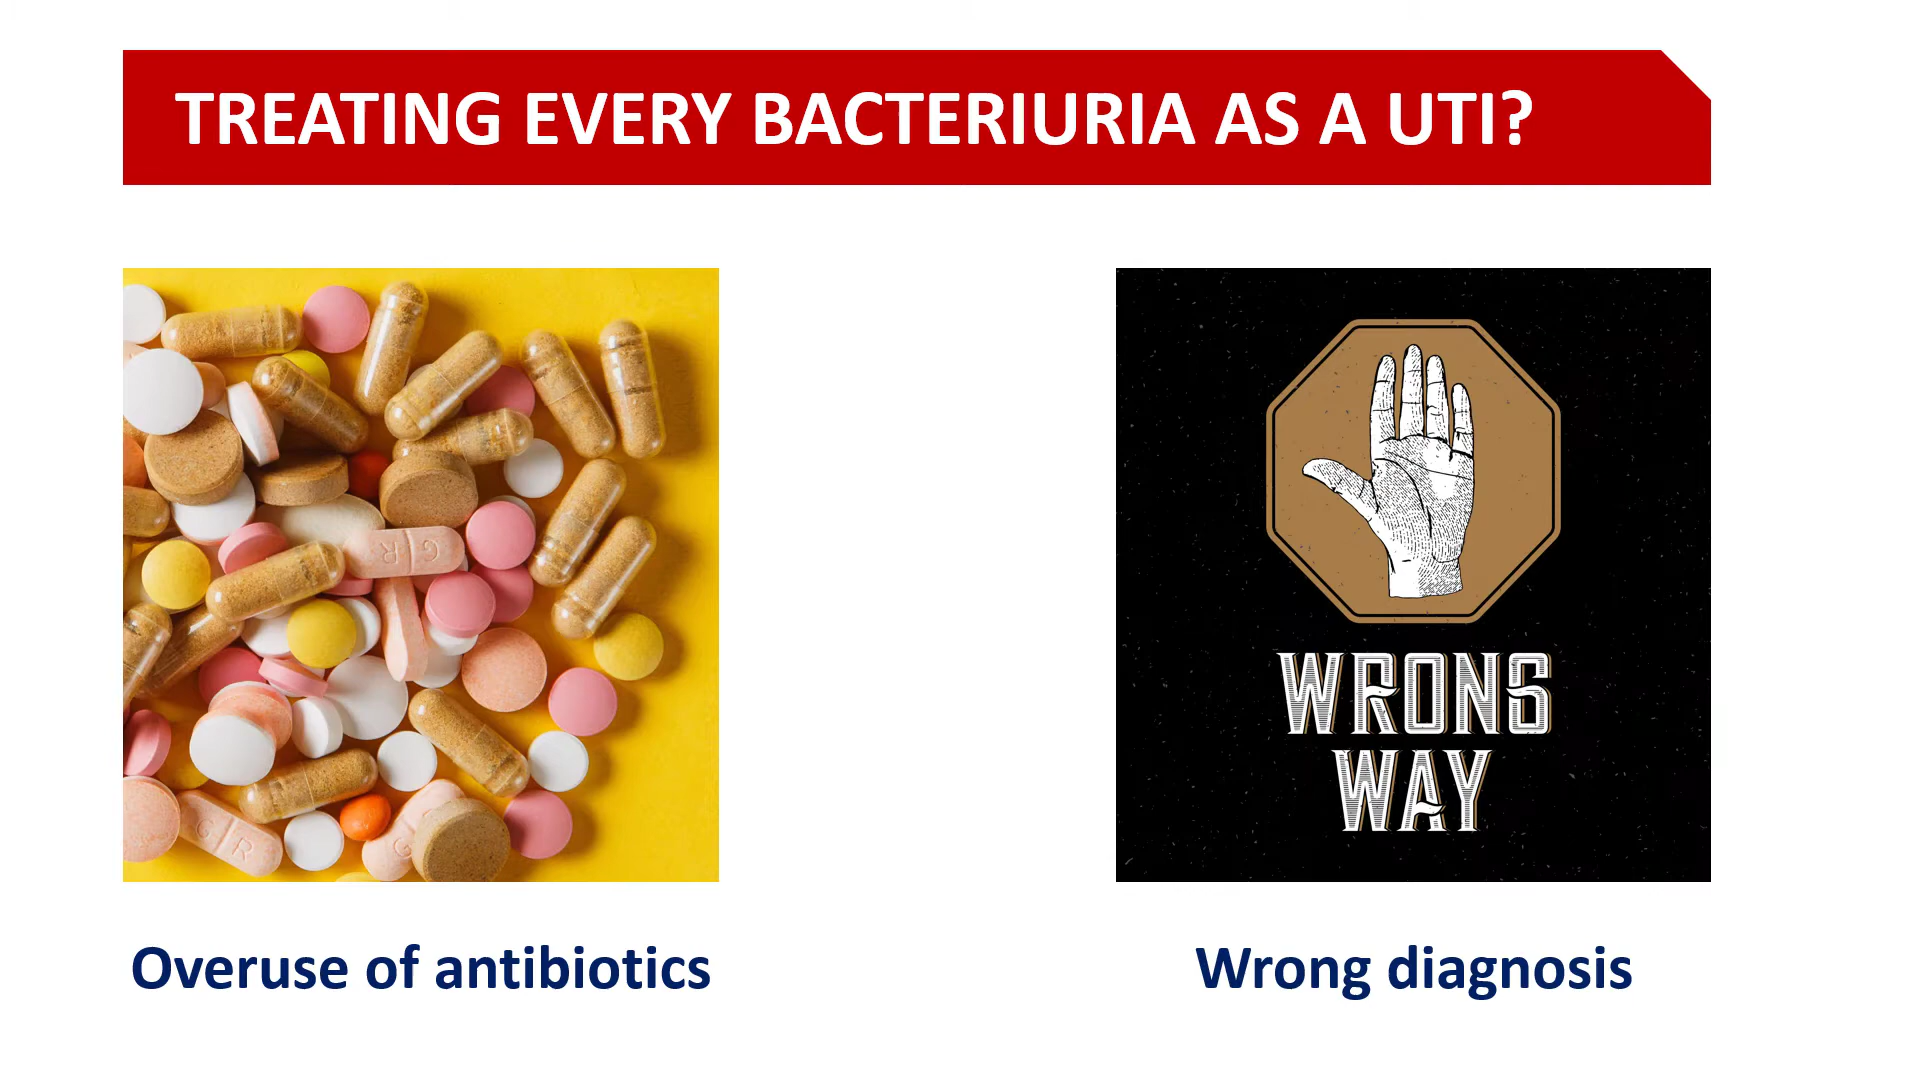 TREATING EVERY BACTERIURIA AS A UTI?
G R
G R
G
WRONG
WAY
Overuse of antibiotics
Wrong diagnosis